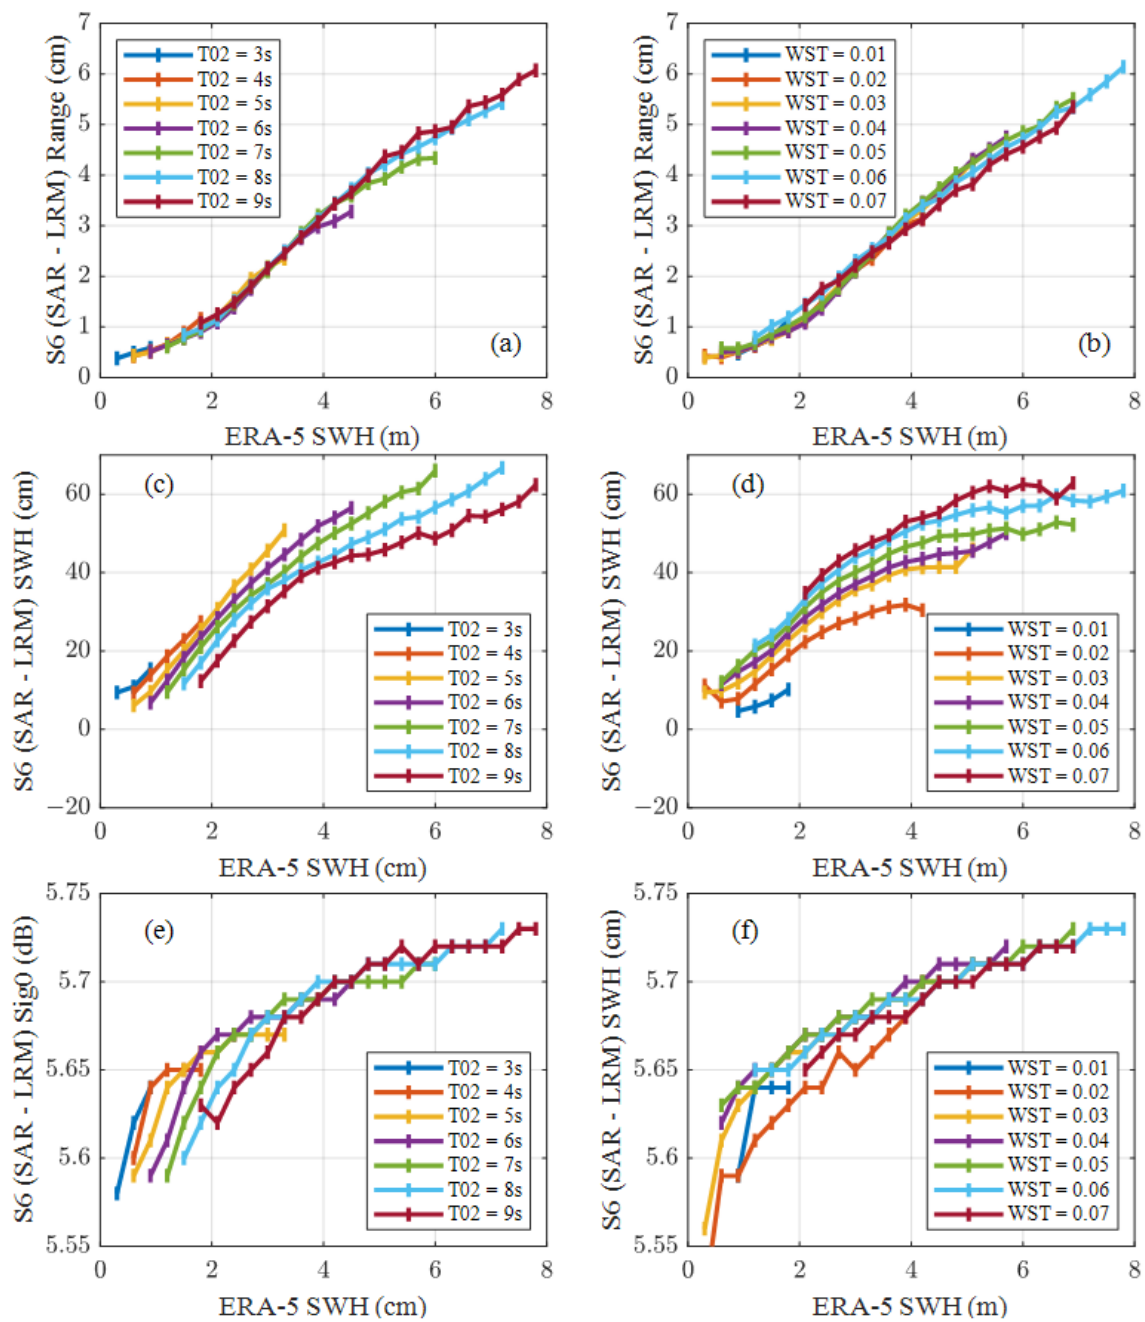 S6 (SAR - LRM) Range (cm)
7
6
5
4
3
2
1
0
T02 = 3s
T02 = 4s
T02 = 5s
T02 = 6s
T02 = 7s
T02 = 8s
T02 = 9s
(a)
0 2 4 6 8
ERA-5 SWH (m)
S6 (SAR - LRM) Range (cm)
7
6
5
4
3
2
1
0
WST = 0.01
WST = 0.02
WST = 0.03
WST = 0.04
WST = 0.05
WST = 0.06
WST = 0.07
(b)
0 2 4 6 8
ERA-5 SWH (m)
S6 (SAR - LRM) SWH (cm)
60
40
20
0
−20
(c)
T02 = 3s
T02 = 4s
T02 = 5s
T02 = 6s
T02 = 7s
T02 = 8s
T02 = 9s
0 2 4 6 8
ERA-5 SWH (cm)
S6 (SAR - LRM) SWH (cm)
60
40
20
0
−20
(d)
WST = 0.01
WST = 0.02
WST = 0.03
WST = 0.04
WST = 0.05
WST = 0.06
WST = 0.07
0 2 4 6 8
ERA-5 SWH (m)
S6 (SAR - LRM) Sig0 (dB)
5.75
5.7
5.65
5.6
5.55
(e)
T02 = 3s
T02 = 4s
T02 = 5s
T02 = 6s
T02 = 7s
T02 = 8s
T02 = 9s
0 2 4 6 8
ERA-5 SWH (cm)
S6 (SAR - LRM) SWH (cm)
5.75
5.7
5.65
5.6
5.55
(f)
WST = 0.01
WST = 0.02
WST = 0.03
WST = 0.04
WST = 0.05
WST = 0.06
WST = 0.07
0 2 4 6 8
ERA-5 SWH (m)